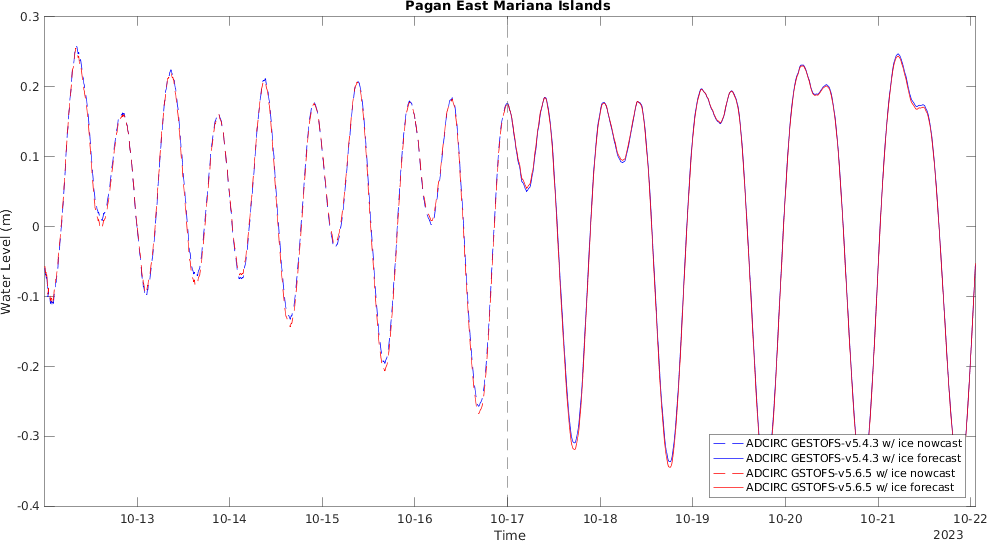 Pagan East Mariana Islands
Water Level (m)
0.3
0.2
0.1
0
-0.1
-0.2
-0.3
-0.4
ADCIRC GESTOFS-v5.4.3 w/ ice nowcast
ADCIRC GESTOFS-v5.4.3 w/ ice forecast
ADCIRC GSTOFS-v5.6.5 w/ ice nowcast
ADCIRC GSTOFS-v5.6.5 w/ ice forecast
10-13 10-14 10-15 10-16 10-17 10-18 10-19 10-20 10-21 10-22
Time
2023